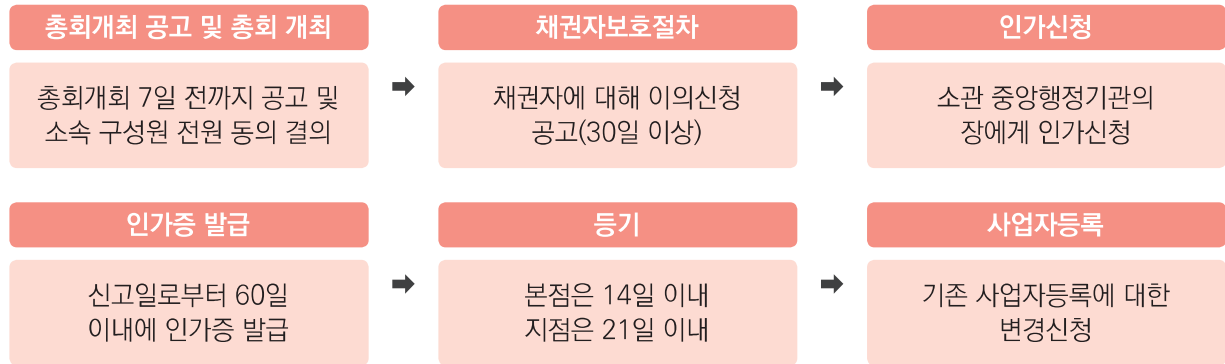 총회개최 공고 및 총회 개최
총회개회 7일 전까지 공고 및
소속 구성원 전원 동의 결의
채권자보호절차
채권자에 대해 이의신청
공고(30일 이상)
인가신청
소관 중앙행정기관의
장에게 인가신청
인가증 발급
신고일로부터 60일
이내에 인가증 발급
등기
본점은 14일 이내
지점은 21일 이내
사업자등록
기존 사업자등록에 대한
변경신청